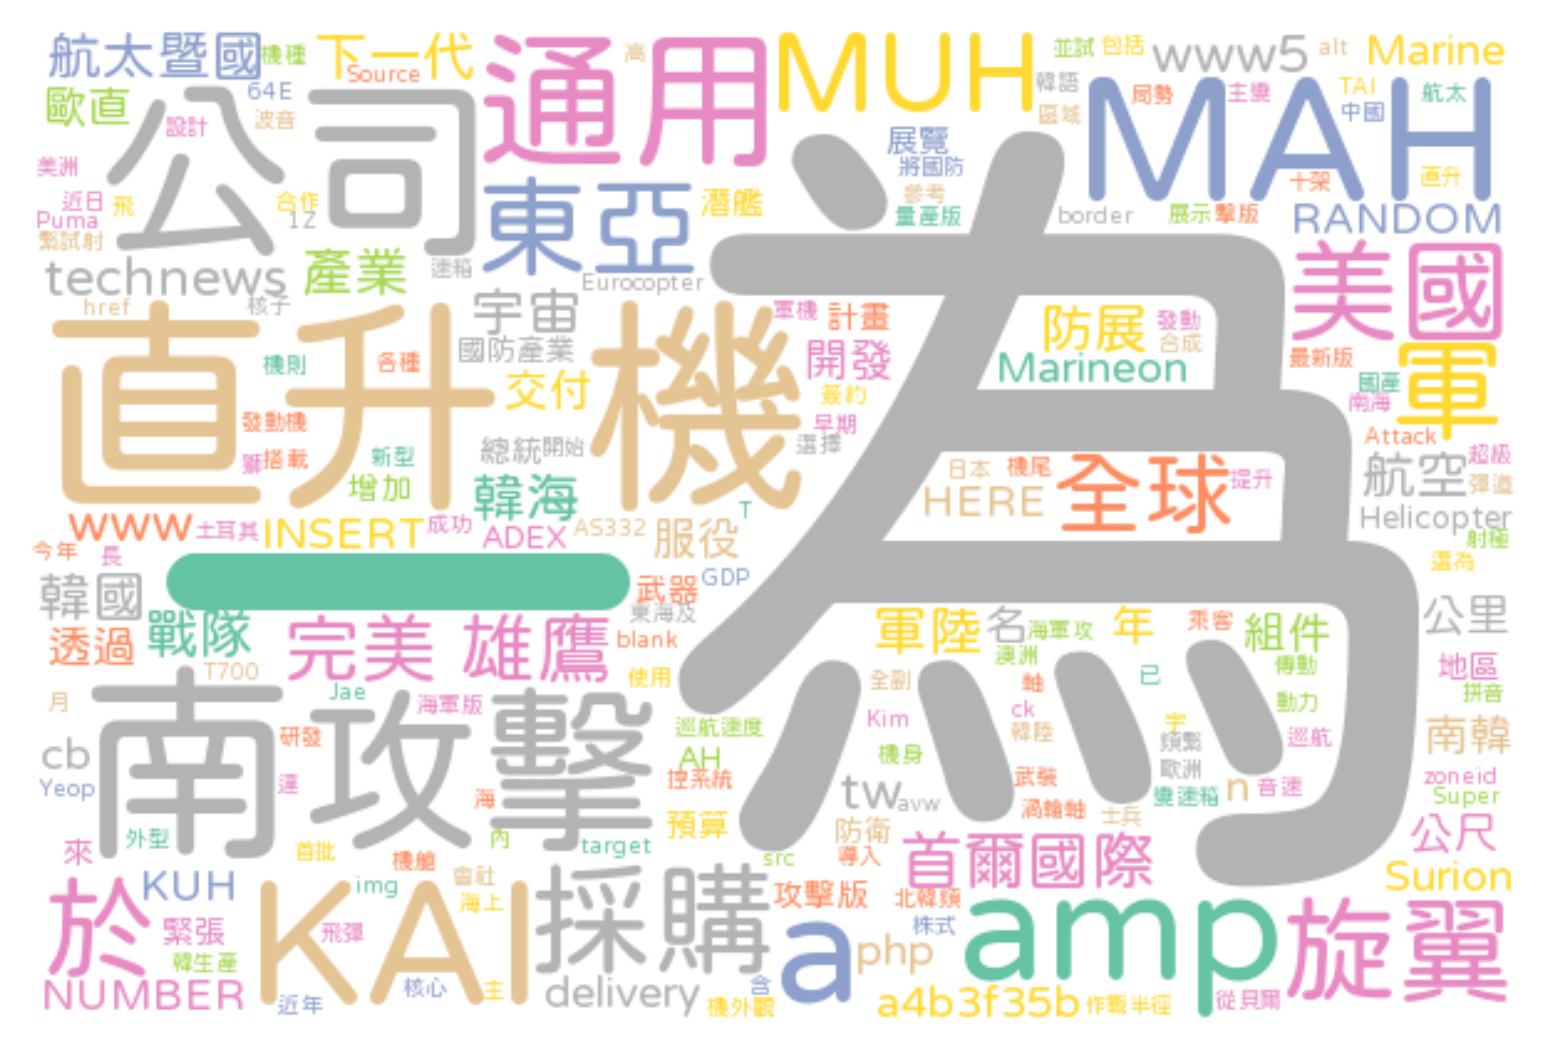 航太暨國 機種 下一代 通用 高 MUH 並試 包括 www5 alt Marine
Source 韓語
歐直 64E 公司 區域 局勢 主變 TAI 航太
設計 波音 展覽 MAH 中國
美洲 將國防 十架 直升
近日 飛 合作 東亞 潛艦 參考
Puma 1Z 量產版 border 展示 擊版 RANDOM
緊試射 為
technews 產業 速箱 Eurocopter 美國
href 核子 宇宙 軍機 計畫 防展 發動
直升機 國防產業 開發 合成 最新版 軍
機則 各種 交付 簽約 Marineon 國產
發動機 早期 南海
總統 開始 選擇 Attack
獅 搭載 新型 日本 機尾 全球 提升 航空 超級
增加 韓海 T HERE 彈道
www 土耳其 INSERT 成功 ADEX AS332 服役 Helicopter
今年 長 射極
一 選為
韓國 武器 GDP
戰隊 東海及 公里
透過 完美 雄鷹 blank 軍陸 名 海軍攻 年 乘客 組件
T700 使用 澳洲 傳動 地區
月 Jae 海軍版 全副 軸 已 拼音
南攻擊 巡航速度 Kim ck 動力
cb 研發 AH 機身 韓陸 宇 頻繫 巡航 南韓
Yeop 達 控系統 武裝 歐洲 zoneid
海 tw avw 變速箱 n 音速 Super
外型 內 預算 防衛 渦輪軸 士兵 公尺
來 首批 機艙 target src 導入 首爾國際
於 KUH KAI img 會社 採購 攻擊版 北韓頻 Surion
海上 a 株式 amp 旋翼
緊張 飛彈 php
韓生產
NUMBER 近年 核心 主 delivery 含 機外觀 a4b3f35b 作戰半徑 從貝爾